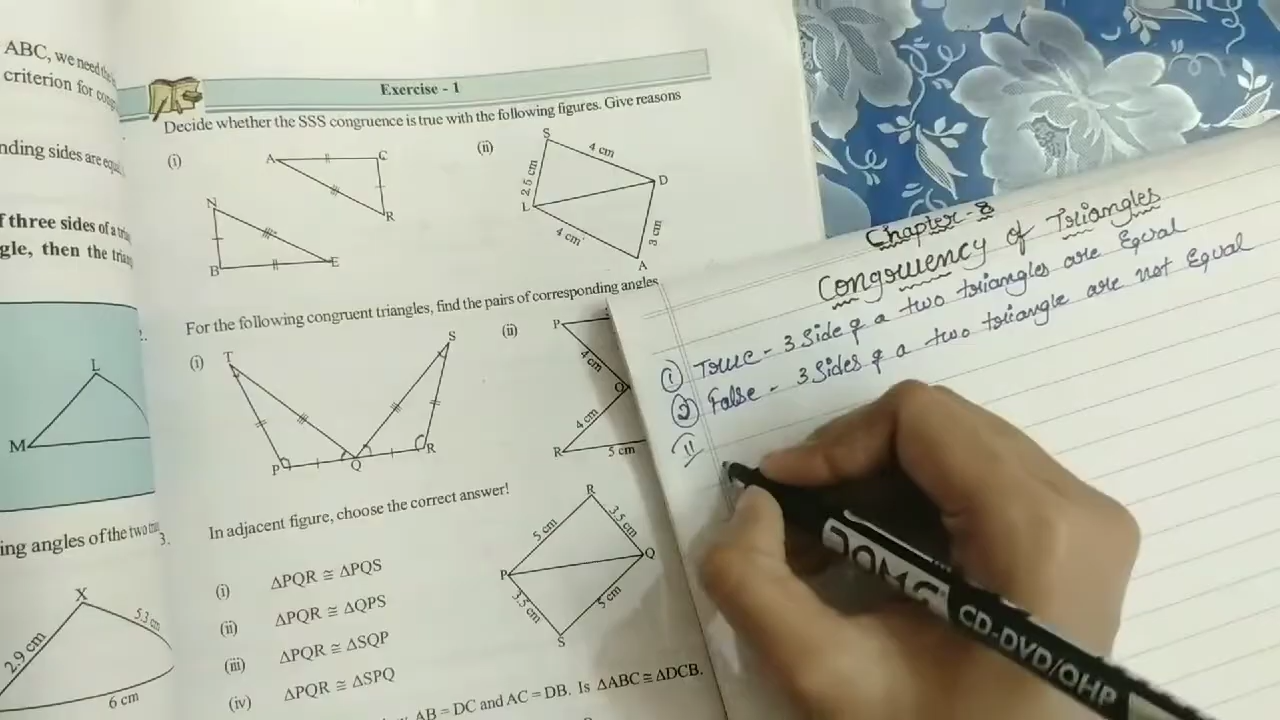 ABC, we need
criterion for
nding sides are
f three sides of a
gle, then the
L
M
ing angles of the two
X
5.3 cm
2.9 cm
6 cm
Exercise - 1
Decide whether the SSS congruence is true with the following figures. Give reasons
(i)
A
C
R
N
B
E
(ii)
S
4 cm
2.5 cm
D
L
4 cm
3 cm
A
2.
For the following congruent triangles, find the pairs of corresponding angles
(i)
T
S
P
Q
R
(ii)
P
4 cm
Q
4 cm
R
5 cm
3.
In adjacent figure, choose the correct answer!
(i) ΔPQR ≅ ΔPQS
(ii) ΔPQR ≅ ΔQPS
(iii) ΔPQR ≅ ΔSQP
(iv) ΔPQR ≅ ΔSPQ
R
5 cm
3.5 cm
P
Q
3.5 cm
5 cm
S
AB = DC and AC = DB. Is ΔABC ≅ ΔDCB.
Chapter-8
Congruency of Triangles
① True - 3 Side of a two triangles are Equal
② False - 3 Sides of a two triangle are not Equal
II
DOMS CD-DVD/OHP